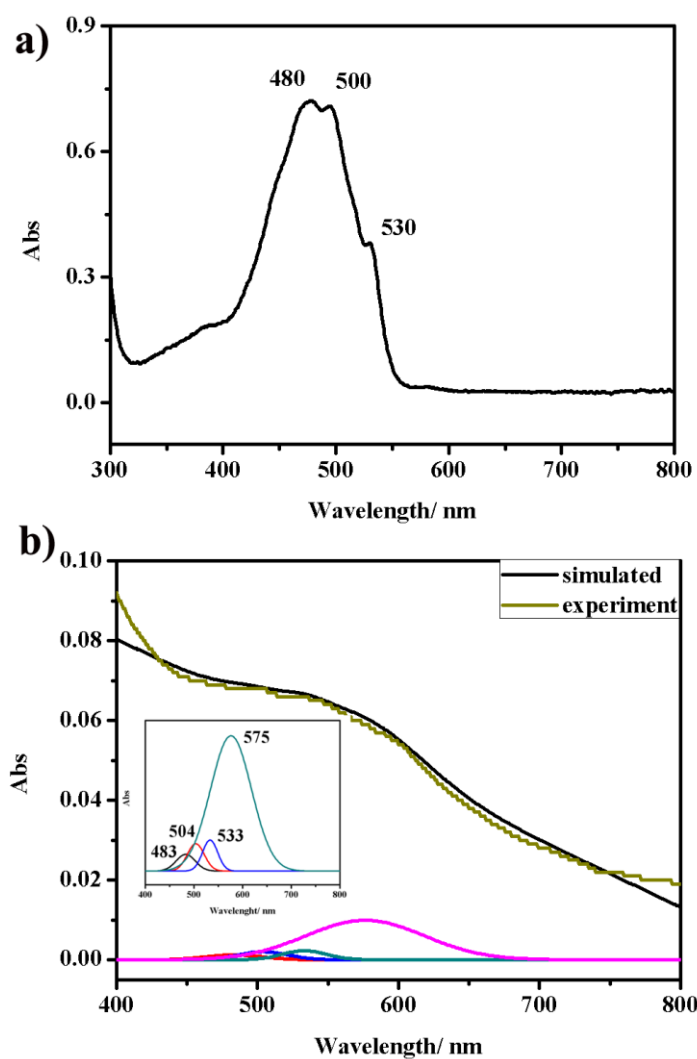 a)
0.9
480 500
0.6
530
0.3
0.0
Abs
300 400 500 600 700 800
Wavelength/ nm
b)
0.10
simulated
experiment
0.08
0.06
575
504
533
483
Abs
400 500 600 700 800
Wavelenght/ nm
0.04
0.02
0.00
Abs
400 500 600 700 800
Wavelength/ nm